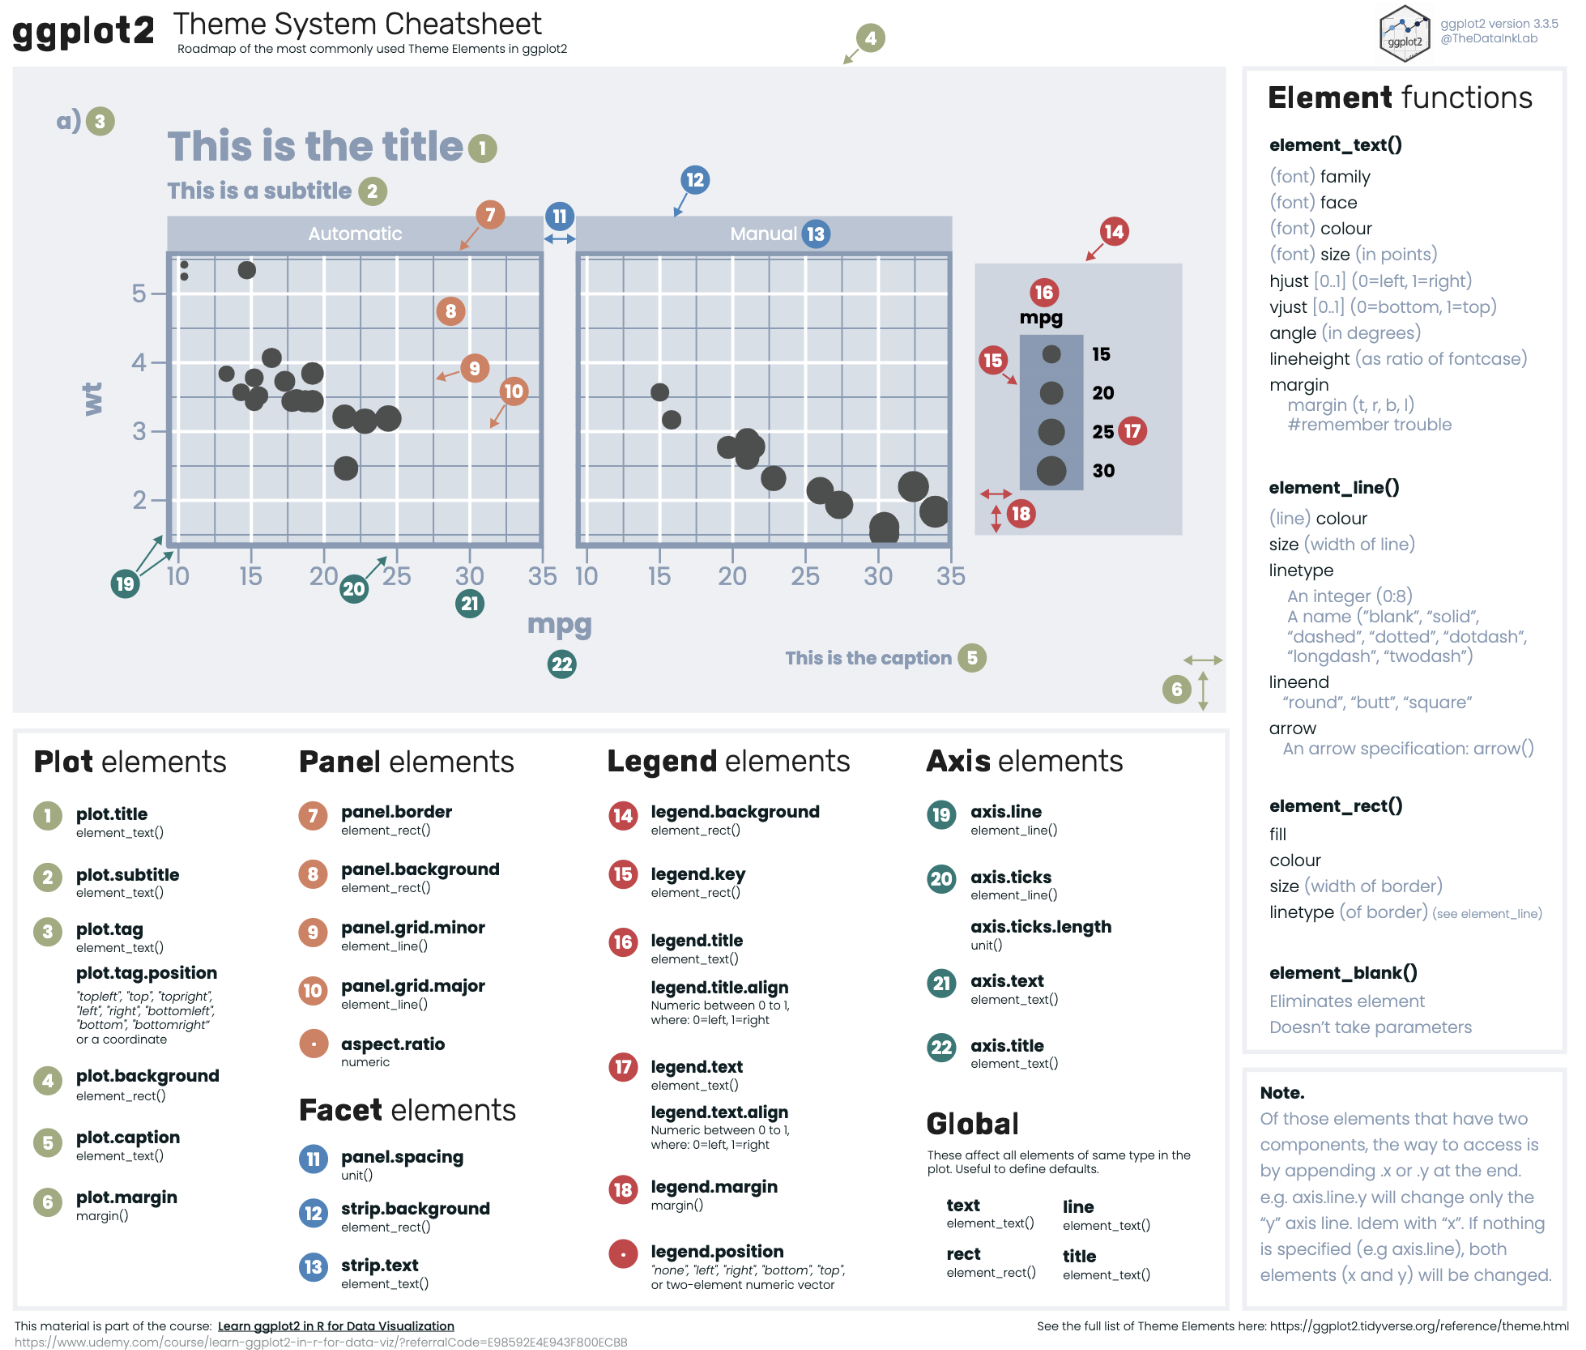 ggplot2 Theme System Cheatsheet
Roadmap of the most commonly used Theme Elements in ggplot2
ggplot2
ggplot2 version 3.3.5
@TheDataInkLab
4
a) 3
This is the title 1
This is a subtitle 2
12
7
11
Automatic
Manual 13
14
5
4
3
2
wt
8
9
10
16
mpg
15
15
20
25 17
30
18
19
10 15 20 25 30 35
10 15 20 25 30 35
20
21
mpg
22
This is the caption 5
6
Plot elements
1 plot.title
element_text()
2 plot.subtitle
element_text()
3 plot.tag
element_text()
plot.tag.position
"topleft", "top", "topright",
"left", "right", "bottomleft",
"bottom", "bottomright"
or a coordinate
4 plot.background
element_rect()
5 plot.caption
element_text()
6 plot.margin
margin()
Panel elements
7 panel.border
element_rect()
8 panel.background
element_rect()
9 panel.grid.minor
element_line()
10 panel.grid.major
element_line()
aspect.ratio
numeric
Facet elements
11 panel.spacing
unit()
12 strip.background
element_rect()
13 strip.text
element_text()
Legend elements
14 legend.background
element_rect()
15 legend.key
element_rect()
16 legend.title
element_text()
legend.title.align
Numeric between 0 to 1,
where: 0=left, 1=right
17 legend.text
element_text()
legend.text.align
Numeric between 0 to 1,
where: 0=left, 1=right
18 legend.margin
margin()
legend.position
"none", "left", "right", "bottom", "top",
or two-element numeric vector
Axis elements
19 axis.line
element_line()
20 axis.ticks
element_line()
axis.ticks.length
unit()
21 axis.text
element_text()
22 axis.title
element_text()
Global
These affect all elements of same type in the
plot. Useful to define defaults.
text line
element_text() element_text()
rect title
element_rect() element_text()
Element functions
element_text()
(font) family
(font) face
(font) colour
(font) size (in points)
hjust [0..1] (0=left, 1=right)
vjust [0..1] (0=bottom, 1=top)
angle (in degrees)
lineheight (as ratio of fontcase)
margin
margin (t, r, b, l)
#remember trouble
element_line()
(line) colour
size (width of line)
linetype
An integer (0:8)
A name ("blank", "solid",
"dashed", "dotted", "dotdash",
"longdash", "twodash")
lineend
"round", "butt", "square"
arrow
An arrow specification: arrow()
element_rect()
fill
colour
size (width of border)
linetype (of border) (see element_line)
element_blank()
Eliminates element
Doesn't take parameters
Note.
Of those elements that have two
components, the way to access is
by appending .x or .y at the end.
e.g. axis.line.y will change only the
"y" axis line. Idem with "x". If nothing
is specified (e.g axis.line), both
elements (x and y) will be changed.
This material is part of the course: Learn ggplot2 in R for Data Visualization
https://www.udemy.com/course/learn-ggplot2-in-r-for-data-viz/?referralCode=E98592E4E943F800ECBB
See the full list of Theme Elements here: https://ggplot2.tidyverse.org/reference/theme.html